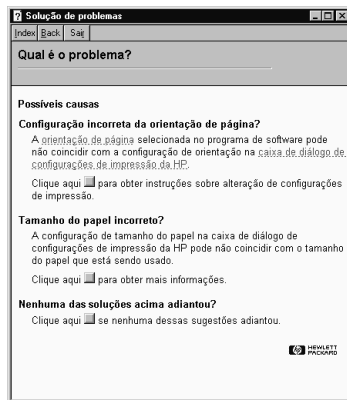 Solução de problemas
Index Back Sair
Qual é o problema?
Possíveis causas
Configuração incorreta da orientação de página?
A orientação de página selecionada no programa de software pode
não coincidir com a configuração de orientação na caixa de diálogo de
configurações de impressão da HP.
Clique aqui para obter instruções sobre alteração de configurações
de impressão.
Tamanho do papel incorreto?
A configuração de tamanho do papel na caixa de diálogo de
configurações de impressão da HP pode não coincidir com o tamanho
do papel que está sendo usado.
Clique aqui para obter mais informações.
Nenhuma das soluções acima adiantou?
Clique aqui se nenhuma dessas sugestões adiantou.
hp HEWLETT
PACKARD